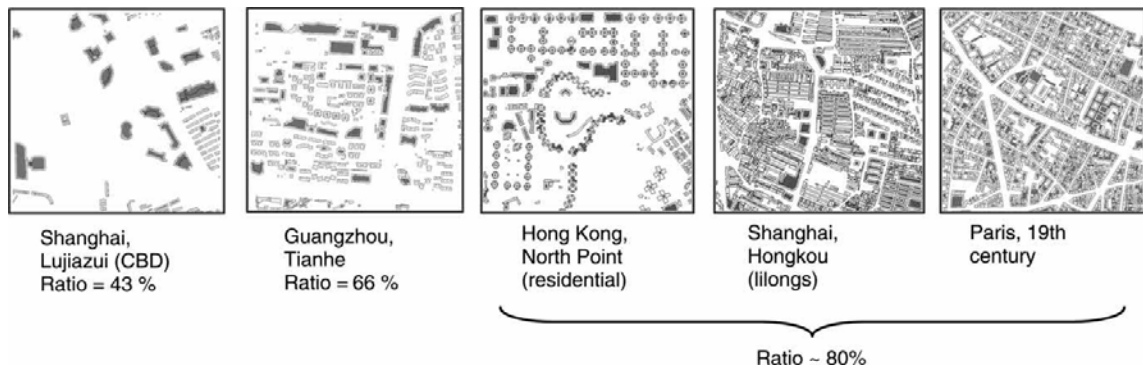 Shanghai,
Lujiazui (CBD)
Ratio = 43 %
Guangzhou,
Tianhe
Ratio = 66 %
Hong Kong,
North Point
(residential)
Shanghai,
Hongkou
(lilongs)
Paris, 19th
century
Ratio ~ 80%